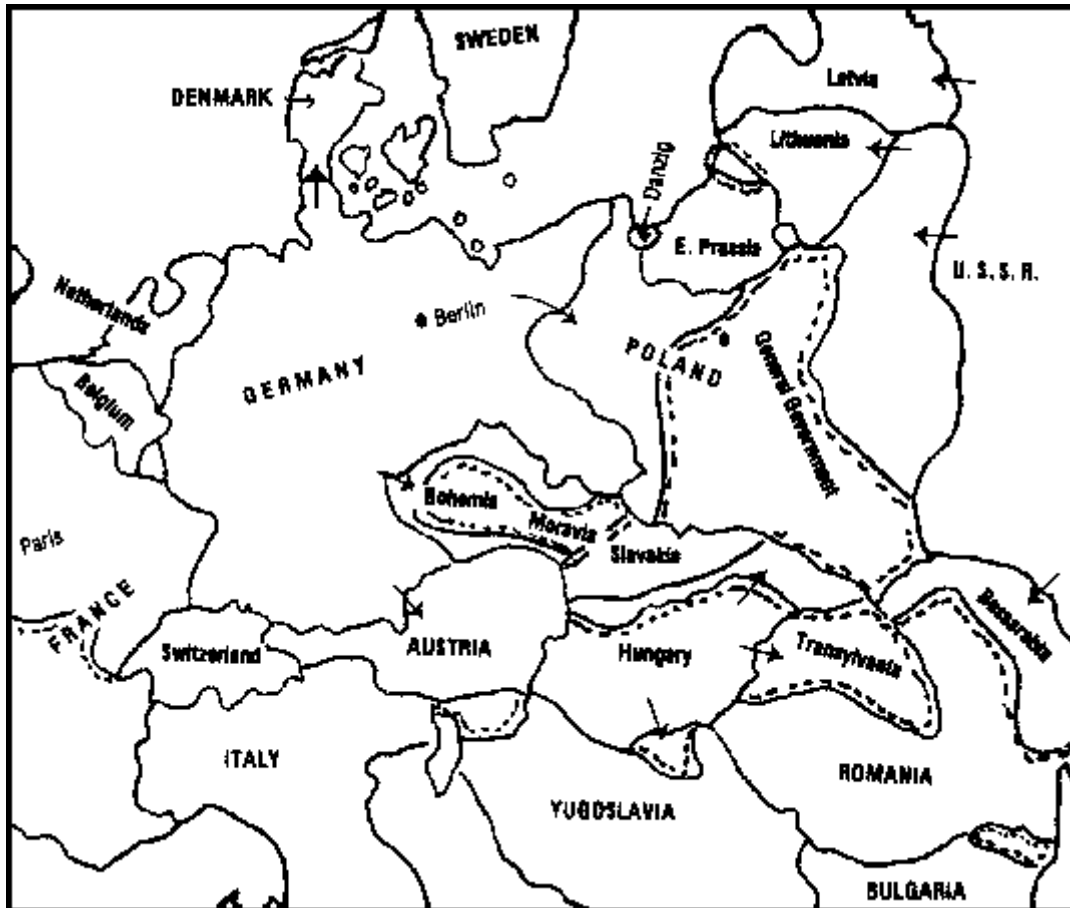 SWEDEN
Latvia
DENMARK
Lithuania
Danzig
E. Prussia
U. S. S. R.
Netherlands
Berlin
POLAND
GERMANY
Belgium
General Government
Bohemia
Moravia
Paris
Slovakia
FRANCE
Bessarabia
Switzerland
AUSTRIA
Hungary
Transylvania
ITALY
ROMANIA
YUGOSLAVIA
BULGARIA